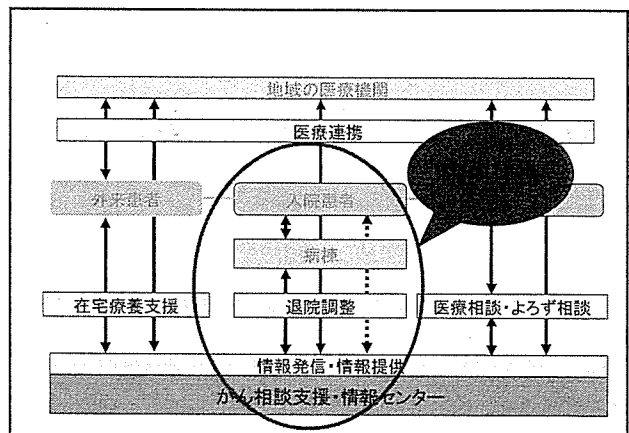 地域の医療機関
医療連携
外来患者
入院患者
病棟
在宅療養支援
退院調整
医療相談・よろず相談
情報発信・情報提供
がん相談支援・情報センター